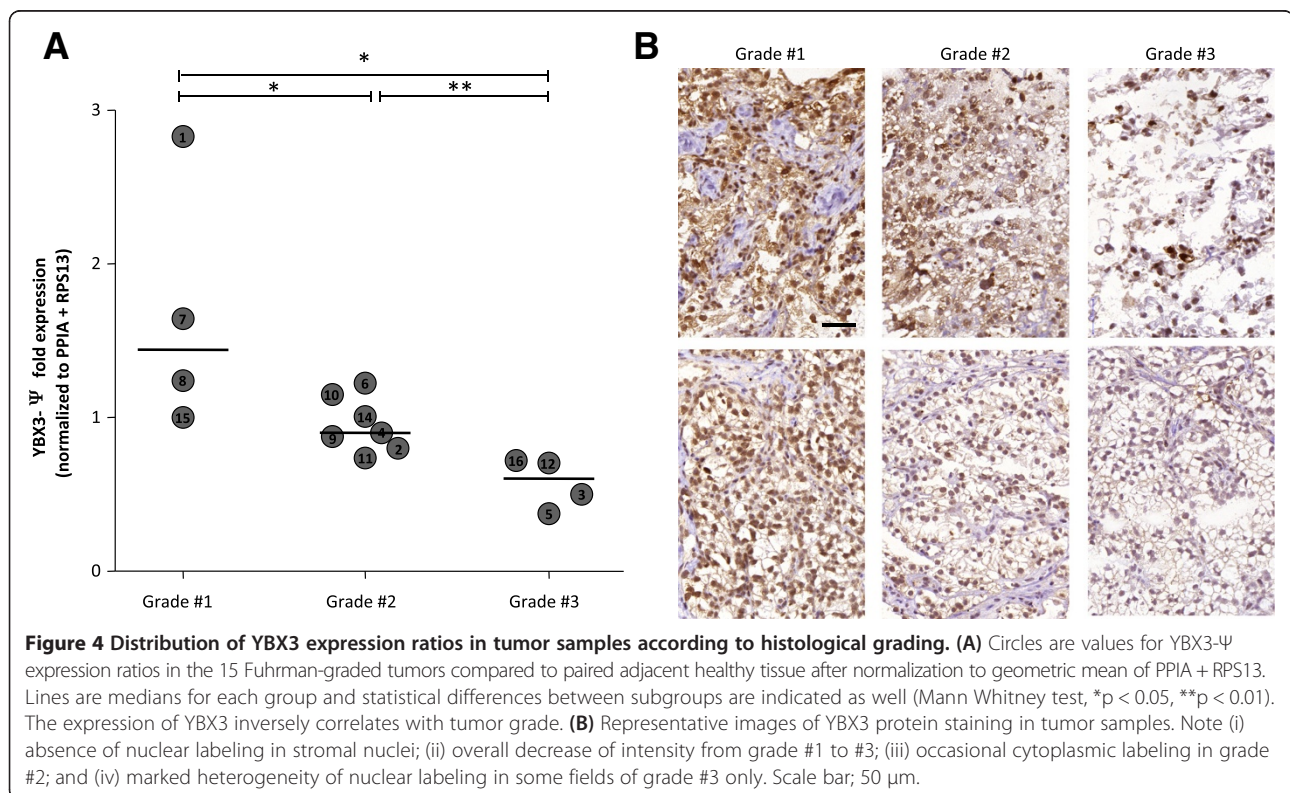 A
B
*
*
**
Grade #1
Grade #2
Grade #3
3
2
1
0
YBX3- Ψ fold expression
(normalized to PPIA + RPS13)
1
7
8
15
10
6
14
9
4
2
11
16
12
3
5
Grade #1
Grade #2
Grade #3
Figure 4 Distribution of YBX3 expression ratios in tumor samples according to histological grading. (A) Circles are values for YBX3-Ψ
expression ratios in the 15 Fuhrman-graded tumors compared to paired adjacent healthy tissue after normalization to geometric mean of PPIA + RPS13.
Lines are medians for each group and statistical differences between subgroups are indicated as well (Mann Whitney test, *p < 0.05, **p < 0.01).
The expression of YBX3 inversely correlates with tumor grade. (B) Representative images of YBX3 protein staining in tumor samples. Note (i)
absence of nuclear labeling in stromal nuclei; (ii) overall decrease of intensity from grade #1 to #3; (iii) occasional cytoplasmic labeling in grade
#2; and (iv) marked heterogeneity of nuclear labeling in some fields of grade #3 only. Scale bar; 50 μm.